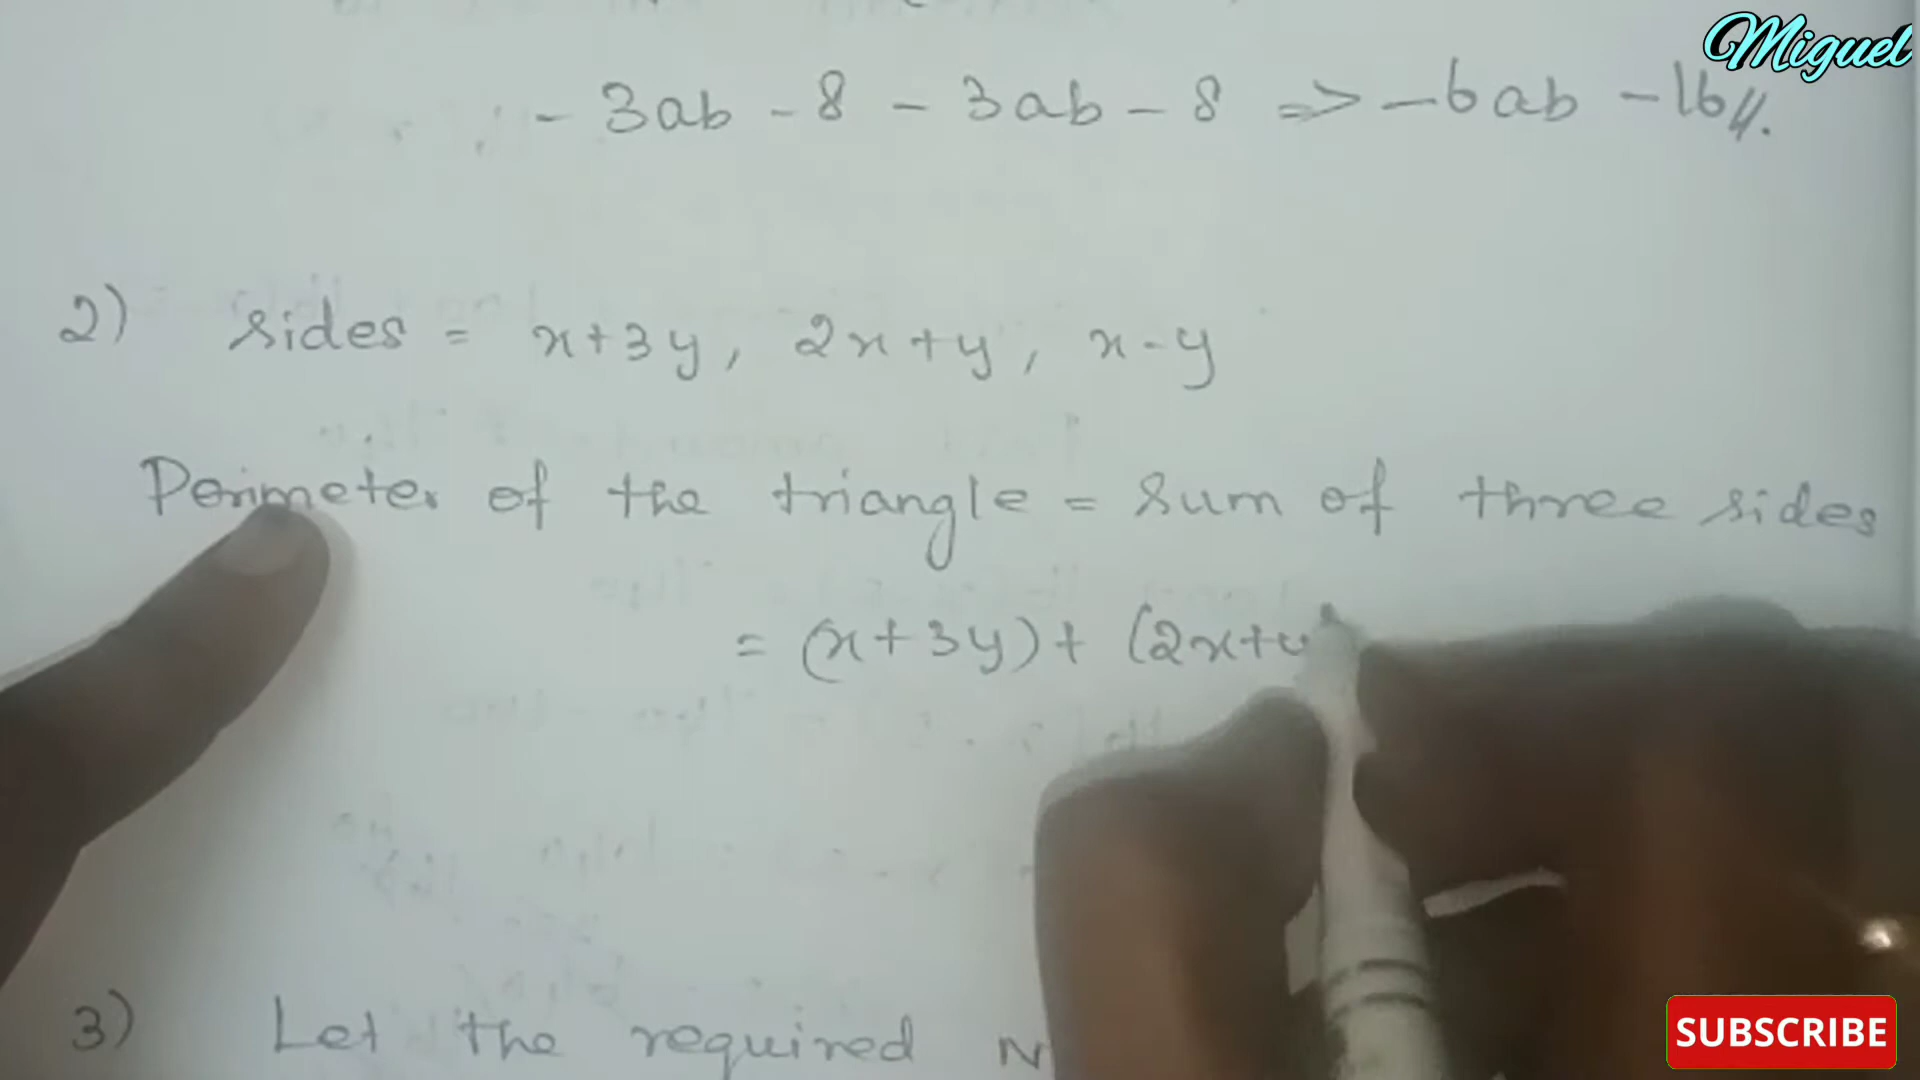 Miguel
- 3ab - 8 - 3ab - 8 => -6ab - 16//.
2) sides = x+3y, 2x+y, x-y
Perimeter of the triangle = sum of three sides
= (x+3y)+ (2x+y
3) Let the required N
SUBSCRIBE